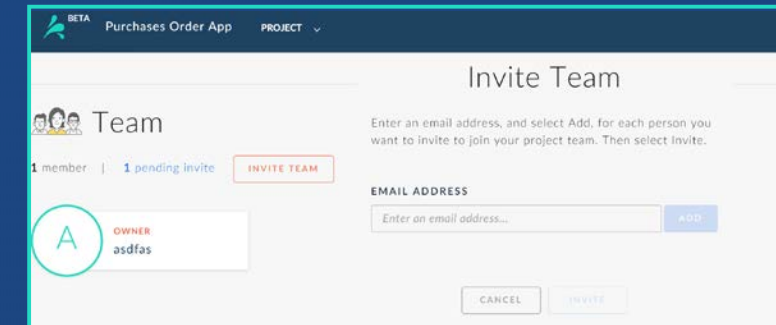 BETA
Purchases Order App PROJECT
Invite Team
Team
Enter an email address, and select Add, for each person you
want to invite to join your project team. Then select Invite.
1 member | 1 pending invite INVITE TEAM
EMAIL ADDRESS
Enter an email address... ADD
A
OWNER
asdfas
CANCEL INVITE